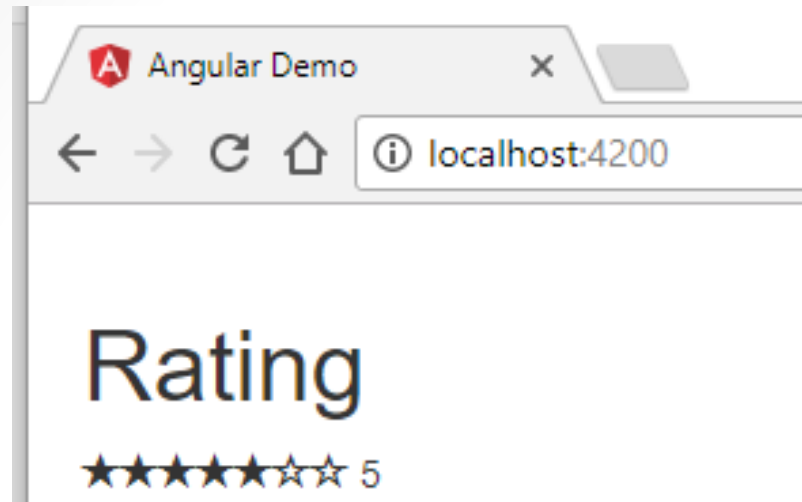 Angular Demo
localhost:4200
Rating
★★★★★☆☆ 5